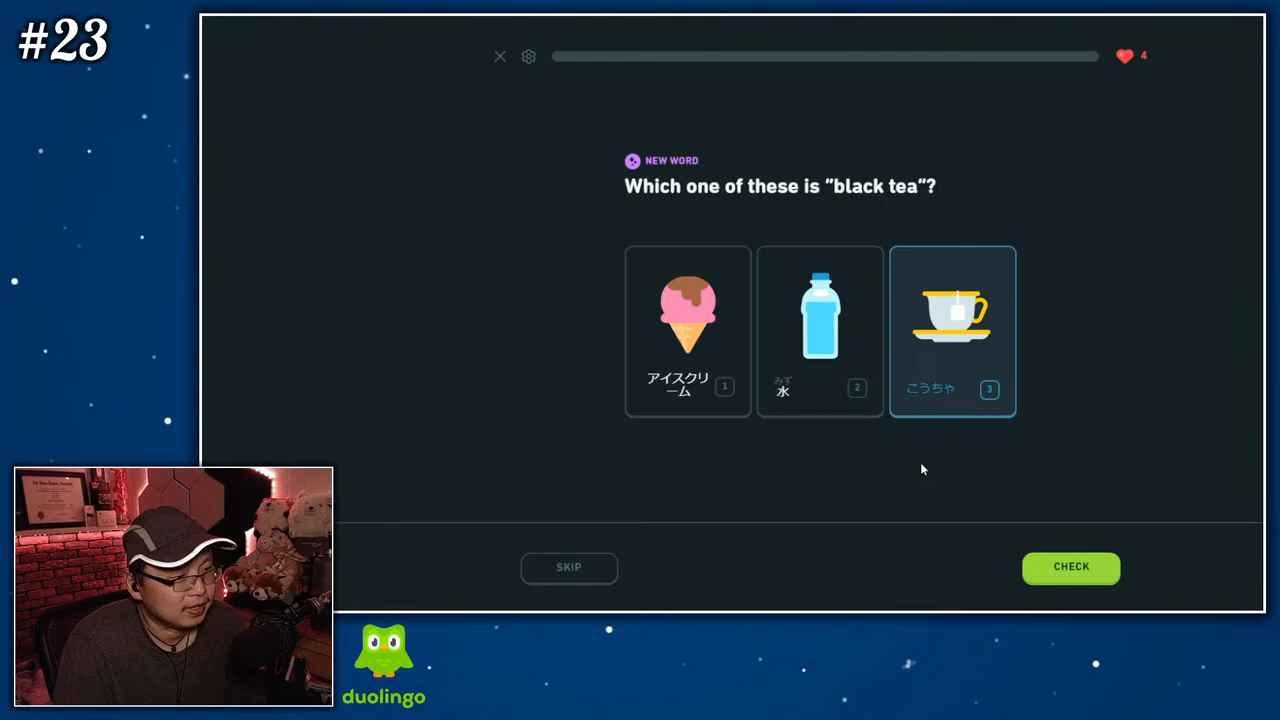 #23
4
NEW WORD
Which one of these is "black tea"?
アイスクリ
ーム
1
みず
水
2
こうちゃ
3
SKIP
CHECK
duolingo